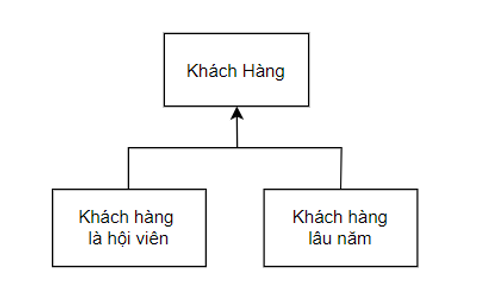 Khách Hàng
Khách hàng
là hội viên
Khách hàng
lâu năm